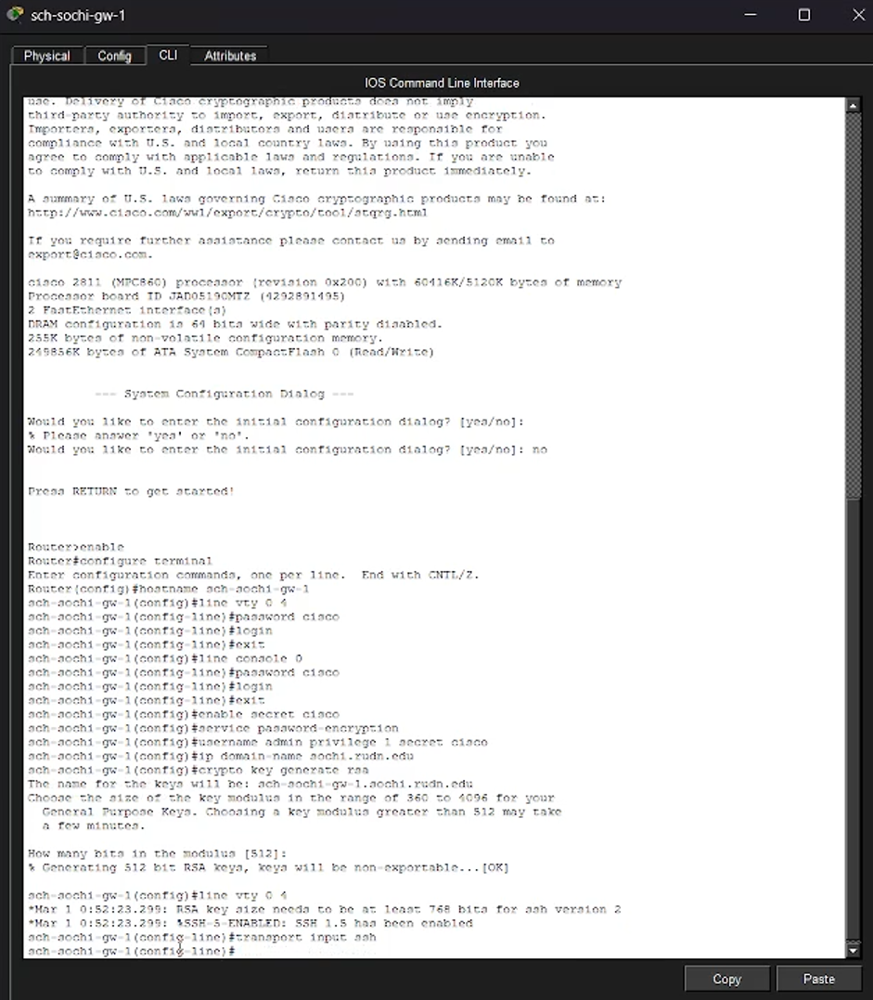 sch-sochi-gw-1
Physical Config CLI Attributes
IOS Command Line Interface
use. Delivery of Cisco cryptographic products does not imply
third-party authority to import, export, distribute or use encryption.
Importers, exporters, distributors and users are responsible for
compliance with U.S. and local country laws. By using this product you
agree to comply with applicable laws and regulations. If you are unable
to comply with U.S. and local laws, return this product immediately.
A summary of U.S. laws governing Cisco cryptographic products may be found at:
http://www.cisco.com/wwl/export/crypto/tool/stqrg.html
If you require further assistance please contact us by sending email to
export@cisco.com.
cisco 2811 (MPC860) processor (revision 0x200) with 60416K/5120K bytes of memory
Processor board ID JAD05190MTZ (4292891495)
2 FastEthernet interface(s)
DRAM configuration is 64 bits wide with parity disabled.
255K bytes of non-volatile configuration memory.
249856K bytes of ATA System CompactFlash 0 (Read/Write)
--- System Configuration Dialog ---
Would you like to enter the initial configuration dialog? [yes/no]:
% Please answer 'yes' or 'no'.
Would you like to enter the initial configuration dialog? [yes/no]: no
Press RETURN to get started!
Router>enable
Router#configure terminal
Enter configuration commands, one per line.  End with CNTL/Z.
Router(config)#hostname sch-sochi-gw-1
sch-sochi-gw-1(config)#line vty 0 4
sch-sochi-gw-1(config-line)#password cisco
sch-sochi-gw-1(config-line)#login
sch-sochi-gw-1(config-line)#exit
sch-sochi-gw-1(config)#line console 0
sch-sochi-gw-1(config-line)#password cisco
sch-sochi-gw-1(config-line)#login
sch-sochi-gw-1(config-line)#exit
sch-sochi-gw-1(config)#enable secret cisco
sch-sochi-gw-1(config)#service password-encryption
sch-sochi-gw-1(config)#username admin privilege 1 secret cisco
sch-sochi-gw-1(config)#ip domain-name sochi.rudn.edu
sch-sochi-gw-1(config)#crypto key generate rsa
The name for the keys will be: sch-sochi-gw-1.sochi.rudn.edu
Choose the size of the key modulus in the range of 360 to 4096 for your
General Purpose Keys. Choosing a key modulus greater than 512 may take
a few minutes.
How many bits in the modulus [512]:
% Generating 512 bit RSA keys, keys will be non-exportable...[OK]
sch-sochi-gw-1(config)#line vty 0 4
*Mar 1 0:52:23.299: RSA key size needs to be at least 768 bits for ssh version 2
*Mar 1 0:52:23.299: %SSH-5-ENABLED: SSH 1.5 has been enabled
sch-sochi-gw-1(config-line)#transport input ssh
sch-sochi-gw-1(config-line)#
Copy Paste